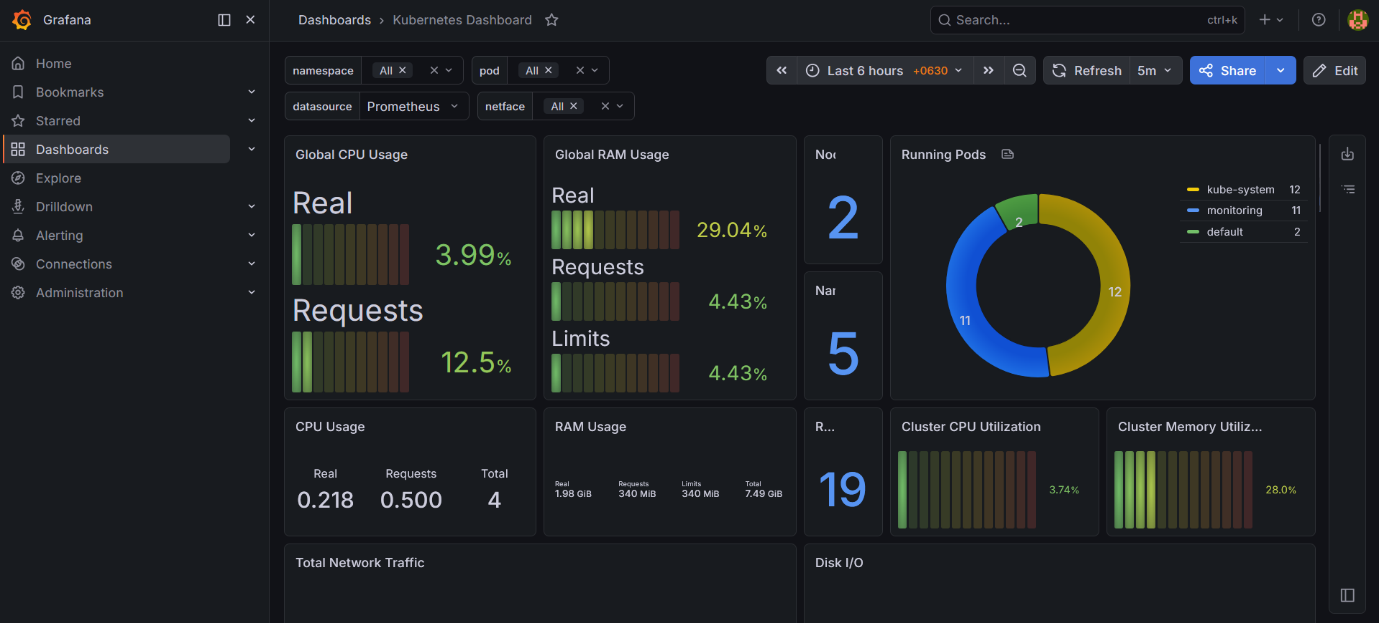 Grafana
Dashboards › Kubernetes Dashboard
Search...
ctrl+k
Home
Bookmarks
Starred
Dashboards
Explore
Drilldown
Alerting
Connections
Administration
namespace All
pod All
Last 6 hours +0630
Refresh 5m
Share
Edit
datasource Prometheus
netface All
Global CPU Usage
Real
3.99%
Requests
12.5%
Global RAM Usage
Real
29.04%
Requests
4.43%
Limits
4.43%
2
5
Running Pods
2
12
11
kube-system 12
monitoring 11
default 2
CPU Usage
Real Requests Total
0.218 0.500 4
RAM Usage
Real Requests Limits Total
1.98 GiB 340 MiB 340 MiB 7.49 GiB
R...
19
Cluster CPU Utilization
3.74%
Cluster Memory Utiliz...
28.0%
Total Network Traffic
Disk I/O